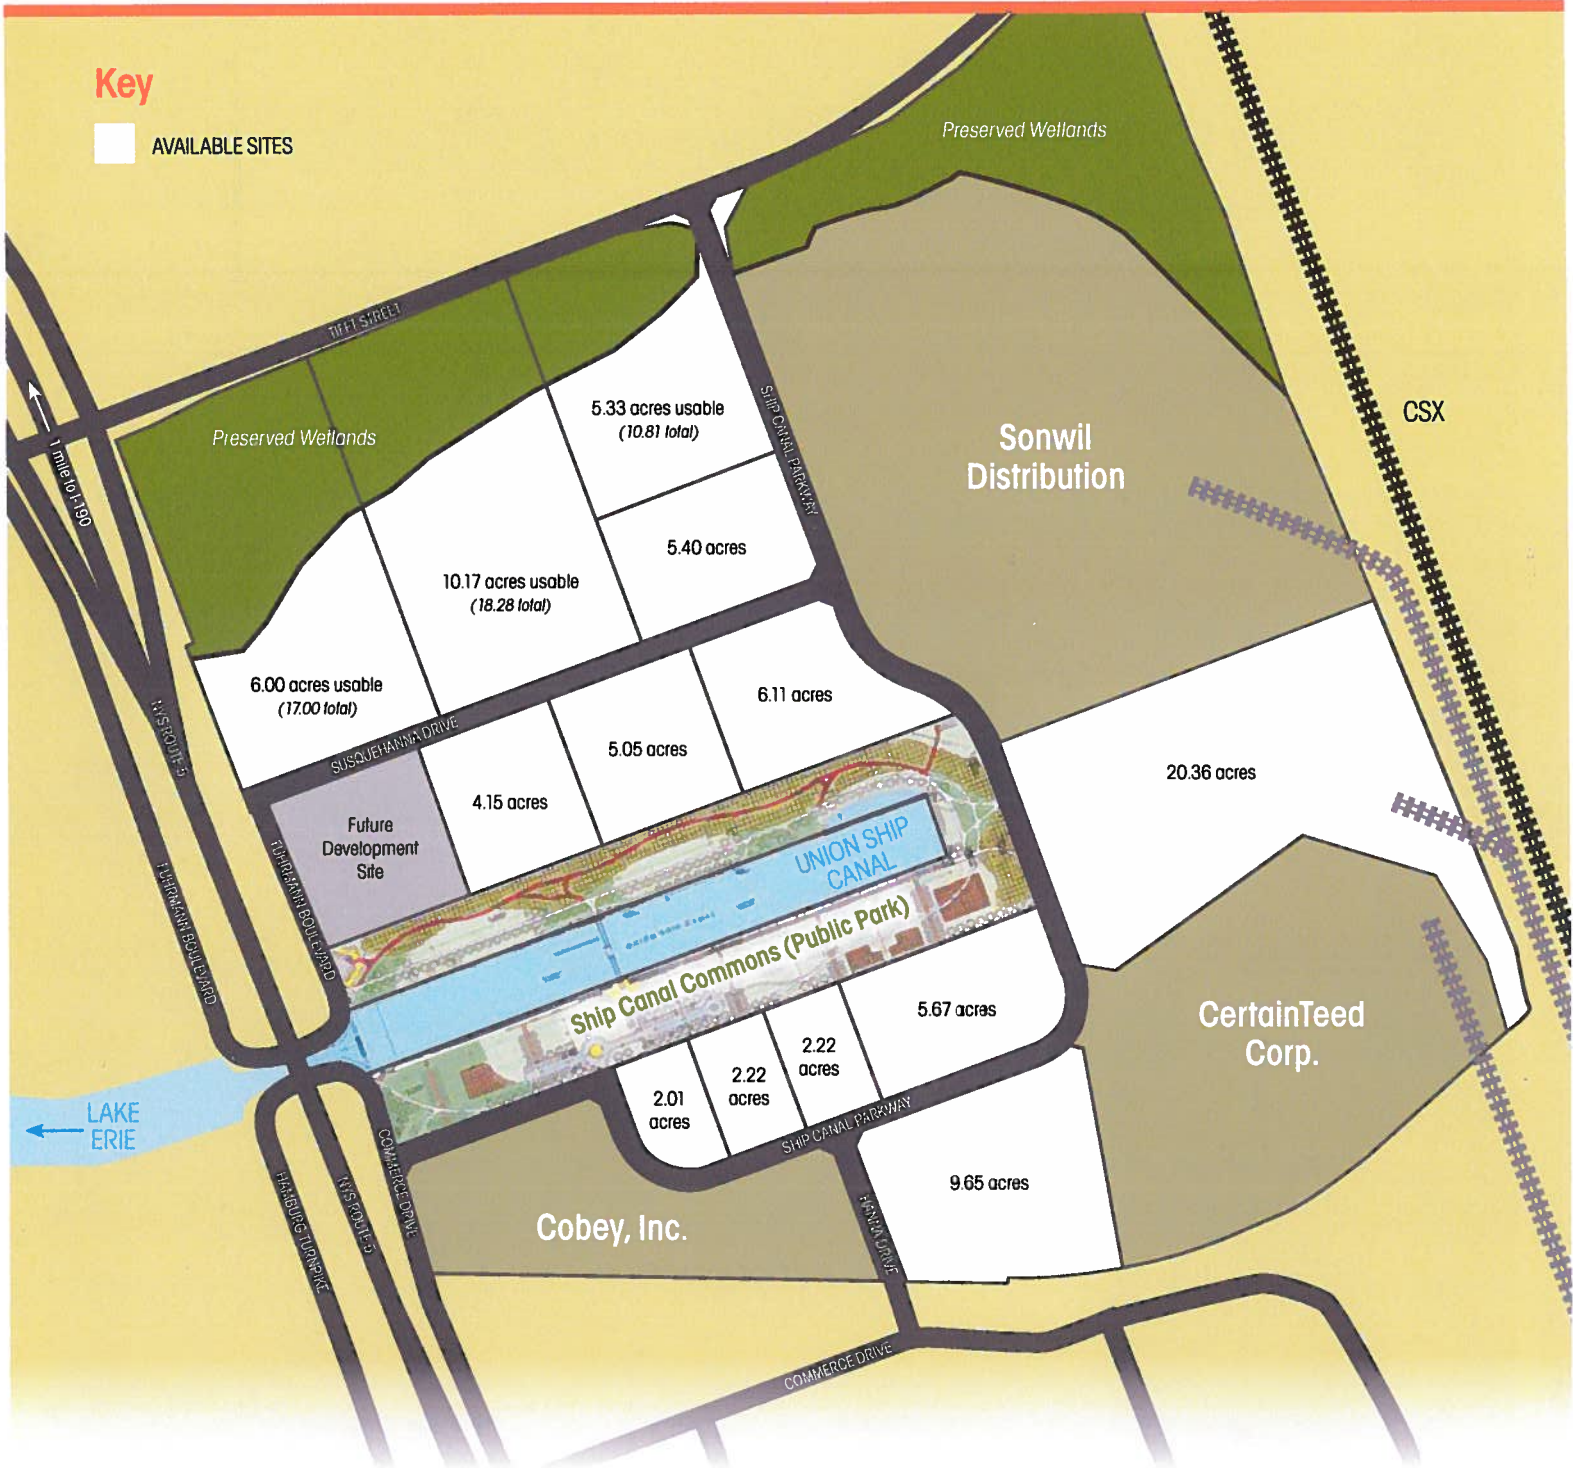 Key
AVAILABLE SITES
Preserved Wetlands
TIFFT STREET
Preserved Wetlands
1 mile to I-190
5.33 acres usable
(10.81 total)
SHIP CANAL PARKWAY
Sonwil
Distribution
CSX
5.40 acres
10.17 acres usable
(18.28 total)
6.00 acres usable
(17.00 total)
NYS ROUTE 5
SUSQUEHANNA DRIVE
6.11 acres
5.05 acres
4.15 acres
20.36 acres
Future
Development
Site
FUHRMANN BOULEVARD
FUHRMANN BOULEVARD
UNION SHIP
CANAL
Ship Canal Commons (Public Park)
5.67 acres
2.22
acres
2.22
acres
2.01
acres
CertainTeed
Corp.
LAKE
ERIE
SHIP CANAL PARKWAY
COMMERCE DRIVE
HAMBURG TURNPIKE
NYS ROUTE 5
9.65 acres
Cobey, Inc.
HANNA DRIVE
COMMERCE DRIVE